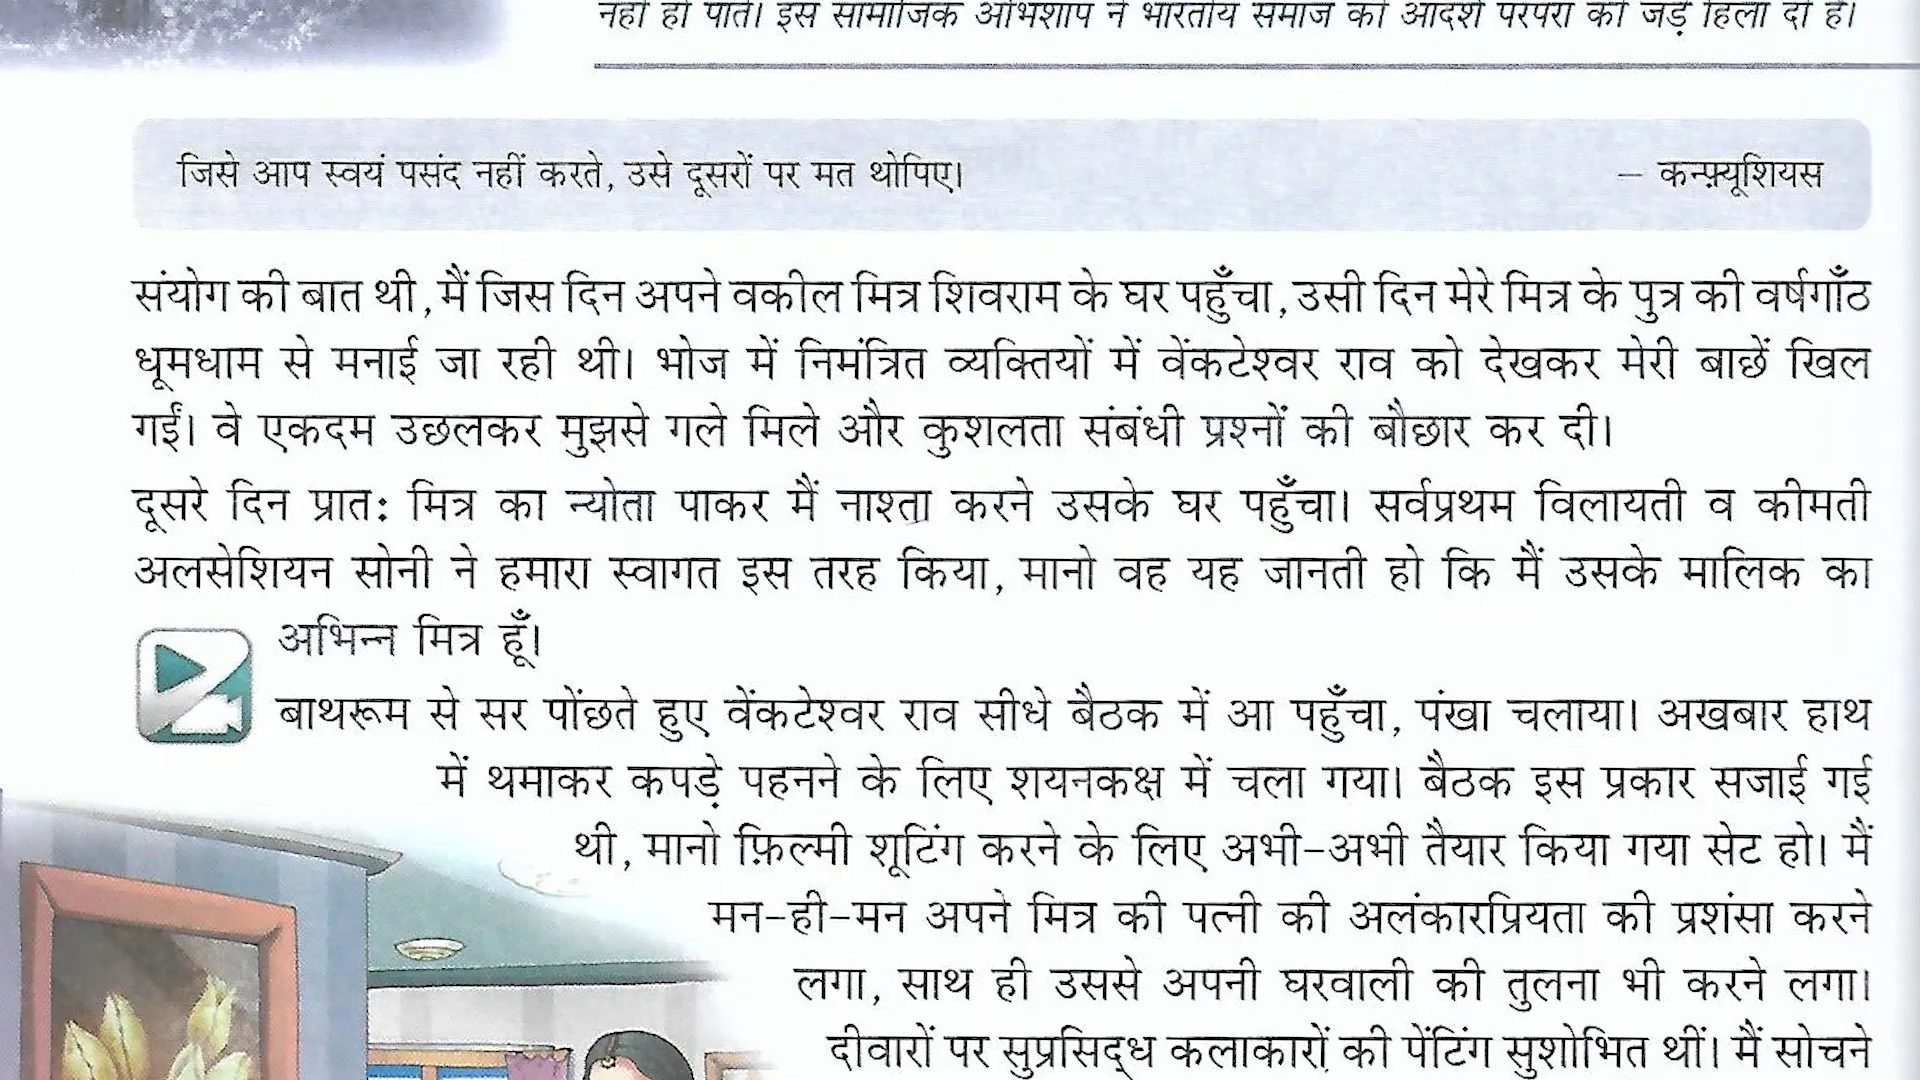 नहीं हो पाते। इस सामाजिक अभिशाप ने भारतीय समाज की आदर्श परंपरा की जड़ें हिला दी हैं।
जिसे आप स्वयं पसंद नहीं करते, उसे दूसरों पर मत थोपिए। – कन्फ़्यूशियस
संयोग की बात थी, मैं जिस दिन अपने वकील मित्र शिवराम के घर पहुँचा, उसी दिन मेरे मित्र के पुत्र की वर्षगाँठ
धूमधाम से मनाई जा रही थी। भोज में निमंत्रित व्यक्तियों में वेंकटेश्वर राव को देखकर मेरी बाछें खिल
गईं। वे एकदम उछलकर मुझसे गले मिले और कुशलता संबंधी प्रश्नों की बौछार कर दी।
दूसरे दिन प्रातः मित्र का न्योता पाकर मैं नाश्ता करने उसके घर पहुँचा। सर्वप्रथम विलायती व कीमती
अलसेशियन सोनी ने हमारा स्वागत इस तरह किया, मानो वह यह जानती हो कि मैं उसके मालिक का
अभिन्न मित्र हूँ।
बाथरूम से सर पोंछते हुए वेंकटेश्वर राव सीधे बैठक में आ पहुँचा, पंखा चलाया। अखबार हाथ
में थमाकर कपड़े पहनने के लिए शयनकक्ष में चला गया। बैठक इस प्रकार सजाई गई
थी, मानो फ़िल्मी शूटिंग करने के लिए अभी-अभी तैयार किया गया सेट हो। मैं
मन-ही-मन अपने मित्र की पत्नी की अलंकारप्रियता की प्रशंसा करने
लगा, साथ ही उससे अपनी घरवाली की तुलना भी करने लगा।
दीवारों पर सुप्रसिद्ध कलाकारों की पेंटिंग सुशोभित थीं। मैं सोचने